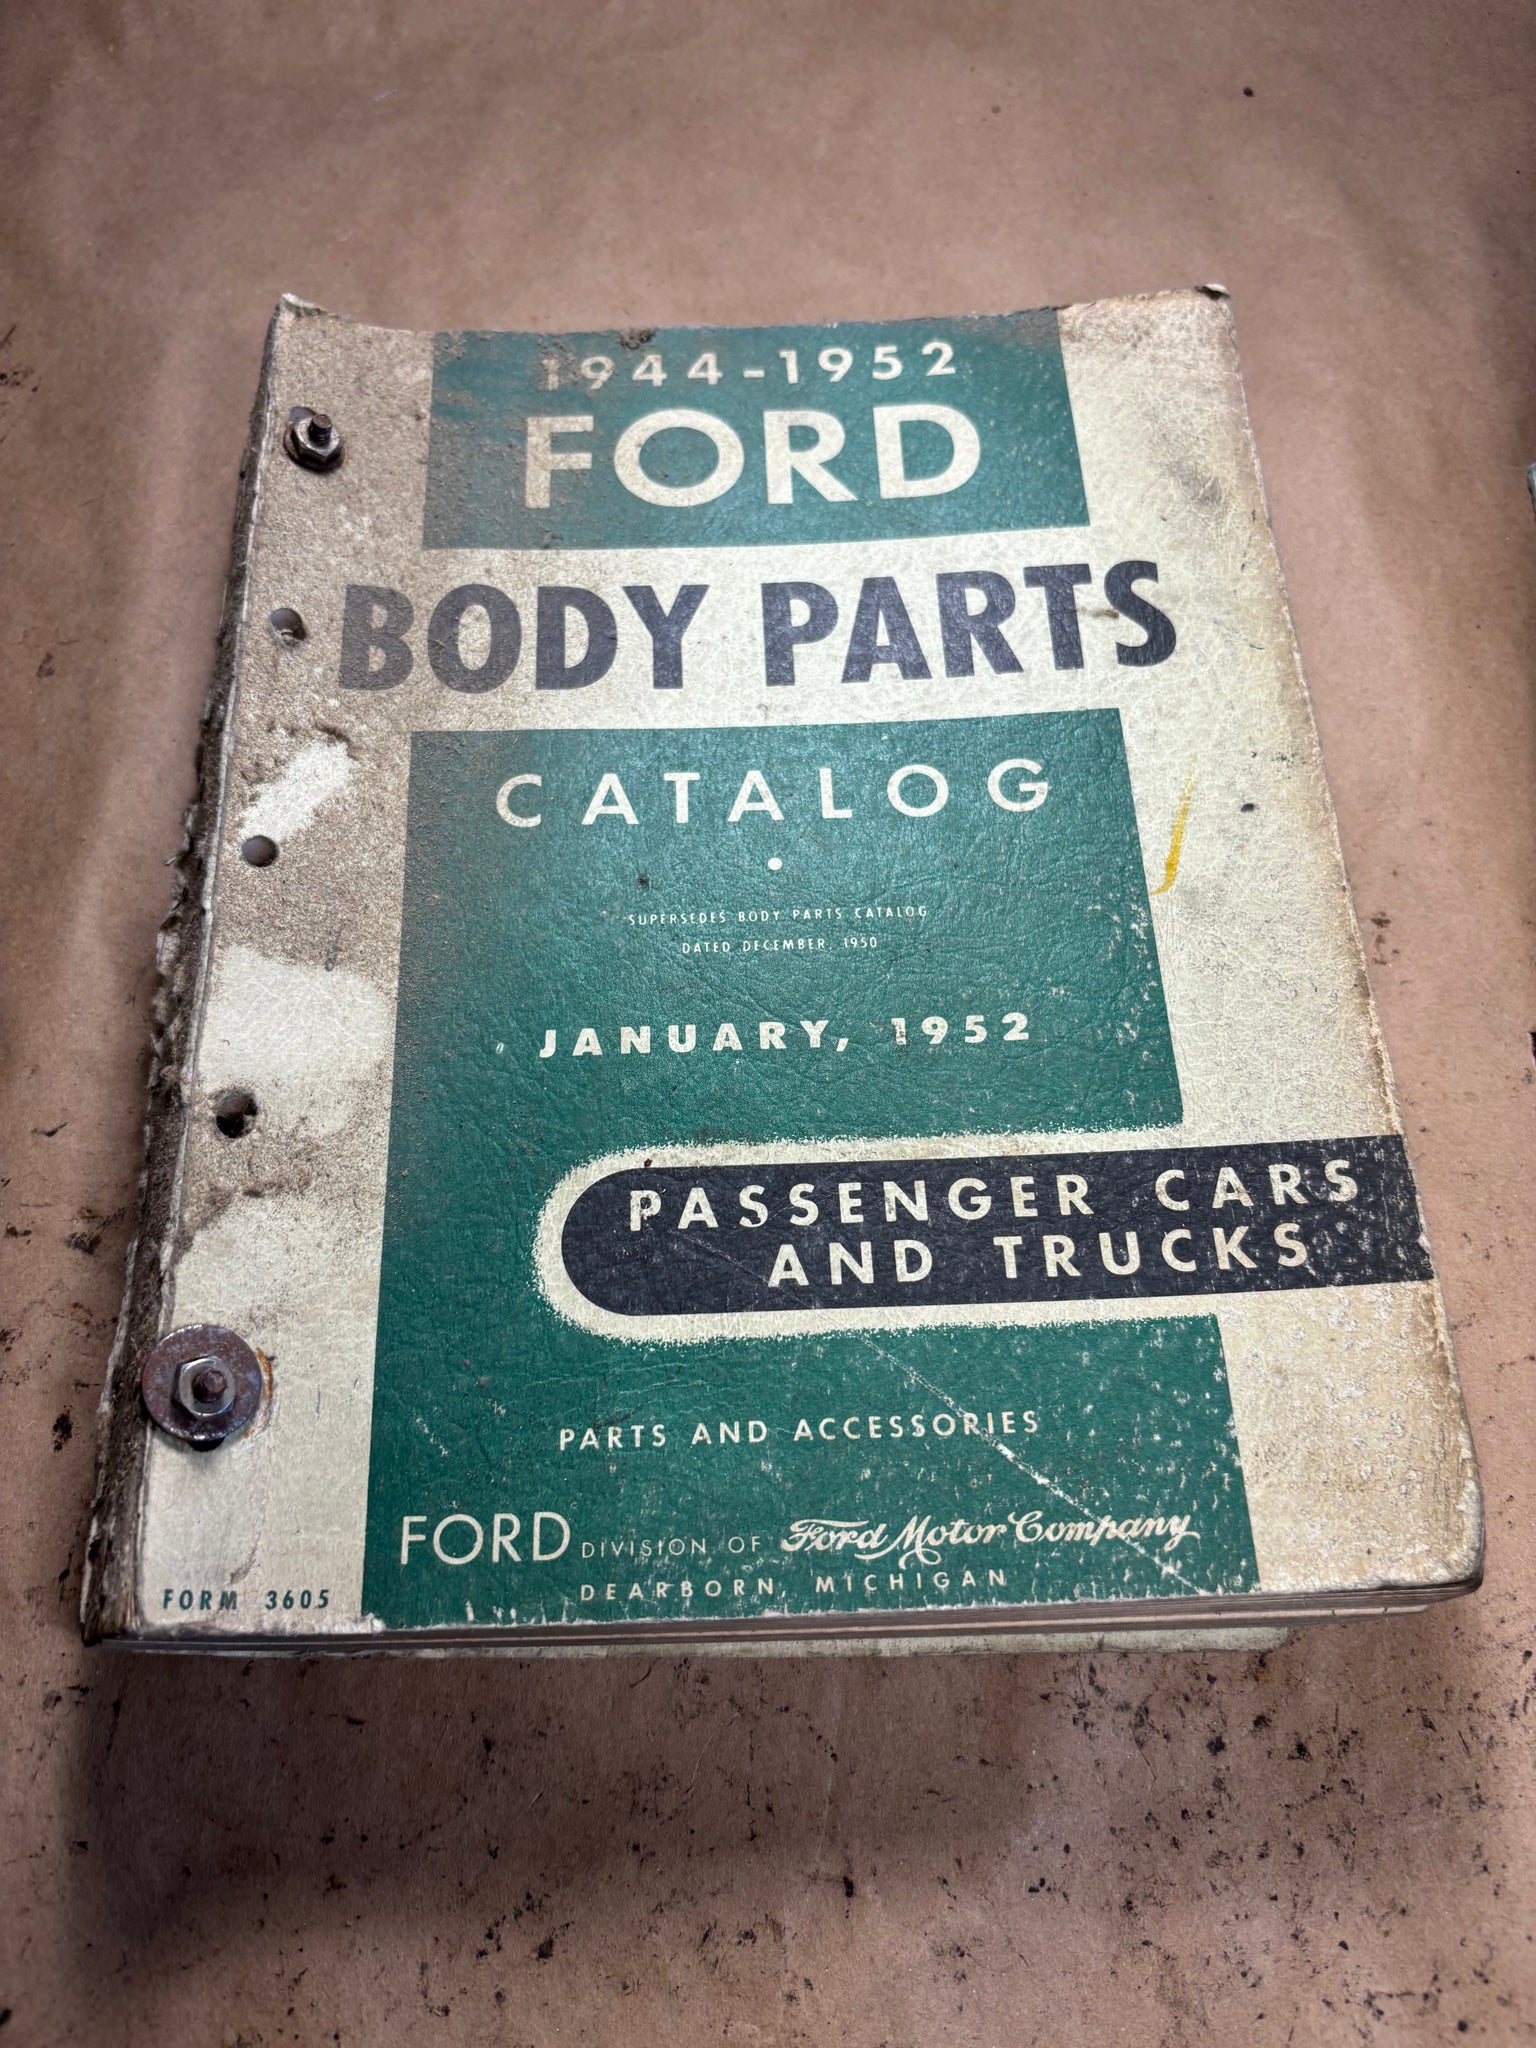 1944-1952
FORD
BODY PARTS
CATALOG
SUPERSEDES BODY PARTS CATALOG
DATED DECEMBER, 1950
JANUARY, 1952
PASSENGER CARS
AND TRUCKS
PARTS AND ACCESSORIES
FORD DIVISION OF Ford Motor Company
DEARBORN, MICHIGAN
FORM 3605